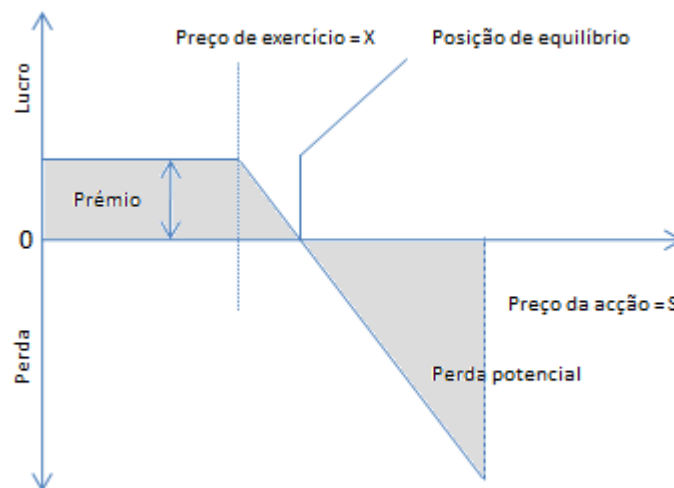 Preço de exercício = X
Posição de equilíbrio
Lucro
Prémio
0
Preço da acção = S
Perda
Perda potencial